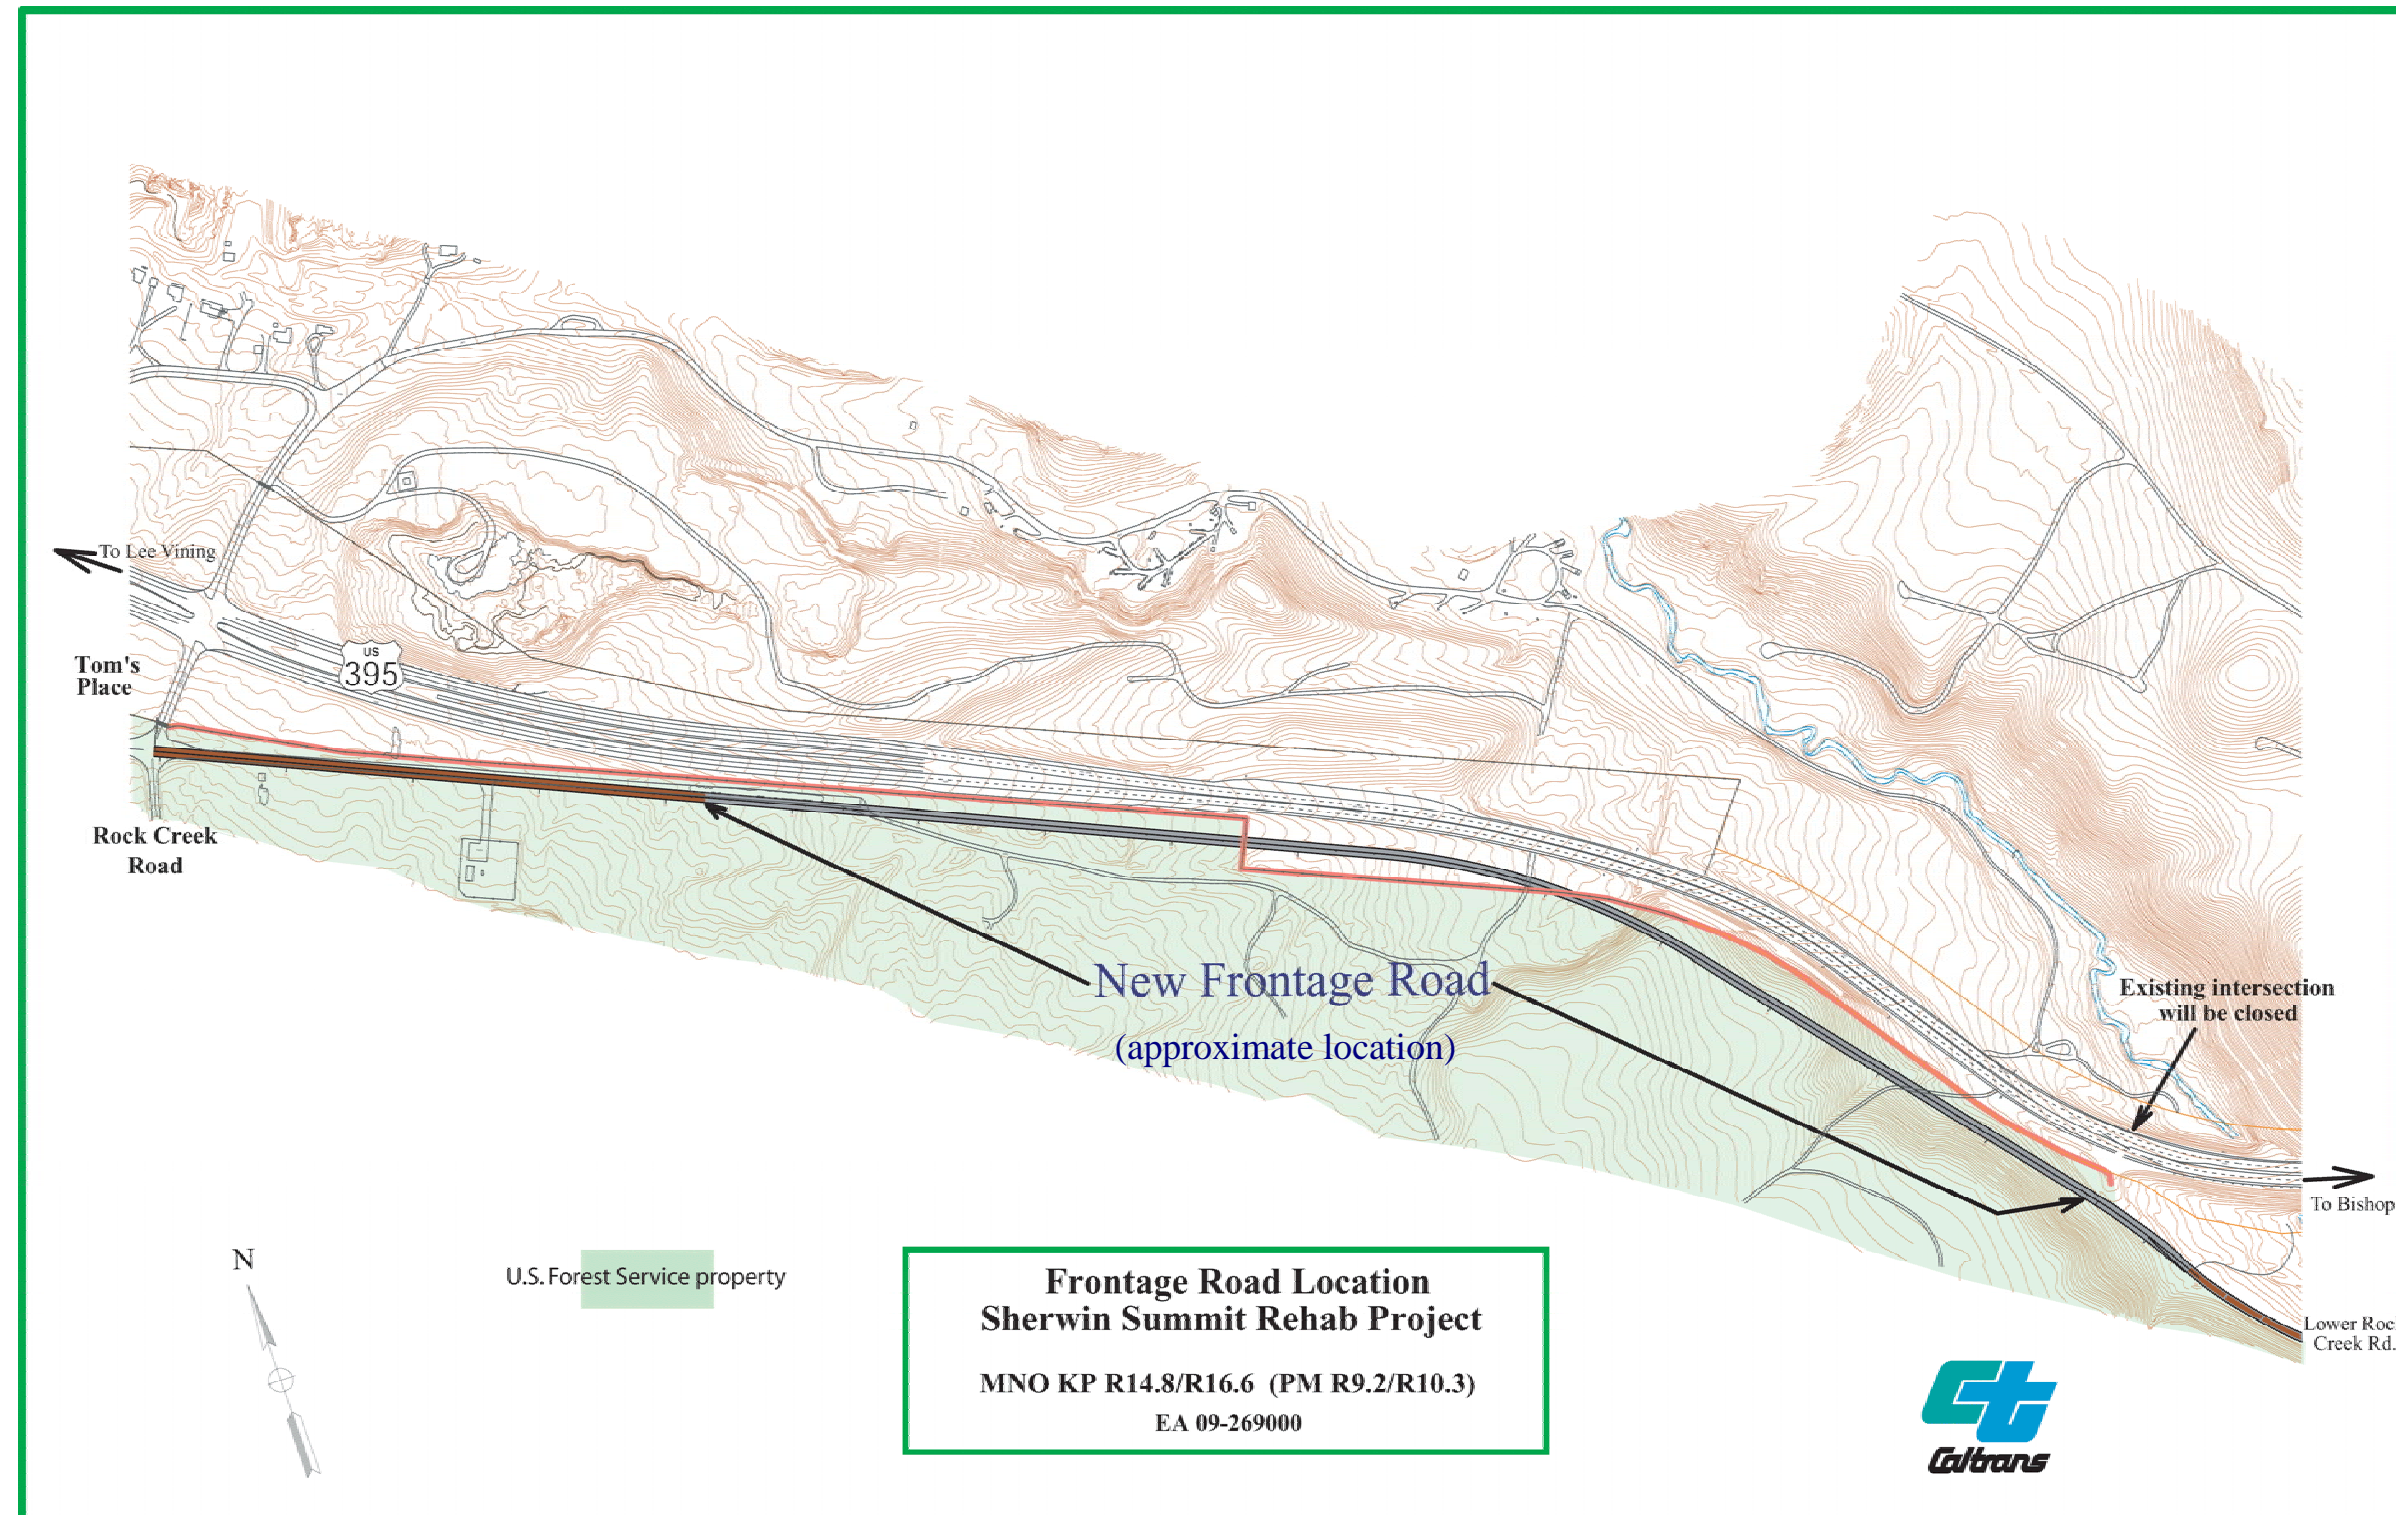 To Lee Vining
US
395
Tom's
Place
Rock Creek
Road
New Frontage Road
(approximate location)
Existing intersection
will be closed
To Bishop
Lower Roc
Creek Rd.
N
U.S. Forest Service property
Frontage Road Location
Sherwin Summit Rehab Project
MNO KP R14.8/R16.6 (PM R9.2/R10.3)
EA 09-269000
Caltrans